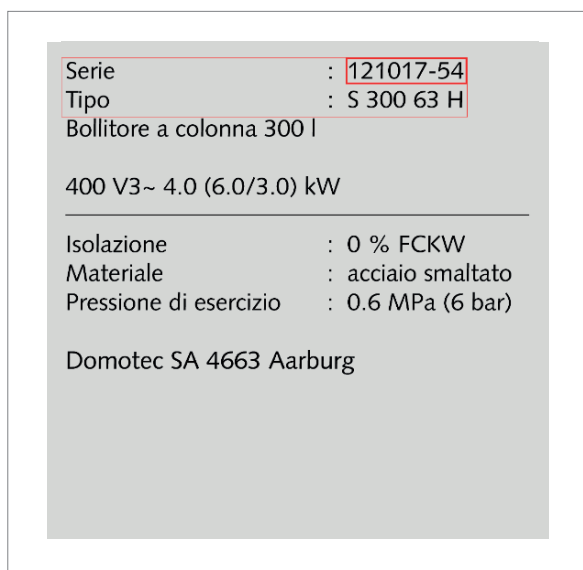 Serie : 121017-54
Tipo : S 300 63 H
Bollitore a colonna 300 l
400 V3~ 4.0 (6.0/3.0) kW
Isolazione : 0 % FCKW
Materiale : acciaio smaltato
Pressione di esercizio : 0.6 MPa (6 bar)
Domotec SA 4663 Aarburg